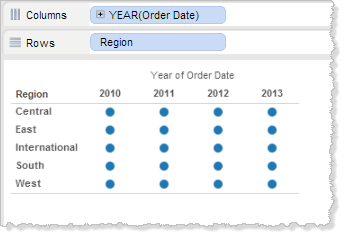 Columns YEAR(Order Date)
Rows Region
Year of Order Date
Region 2010 2011 2012 2013
Central
East
International
South
West